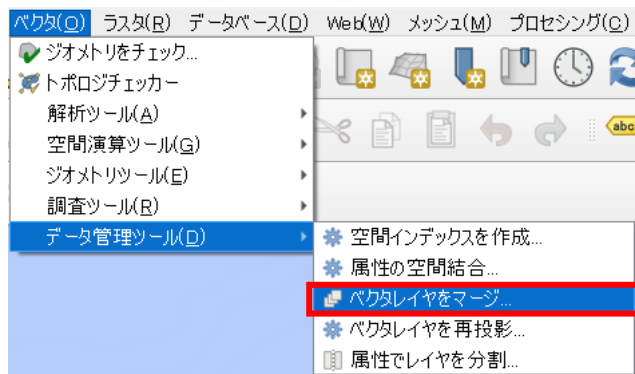 ベクタ(O) ラスタ(R) データベース(D) Web(W) メッシュ(M) プロセシング(C)
ジオメトリをチェック...
トポロジチェッカー
解析ツール(A)
空間演算ツール(G)
abc
ジオメトリツール(E)
調査ツール(R)
データ管理ツール(D)
空間インデックスを作成...
属性の空間結合...
ベクタレイヤをマージ...
ベクタレイヤを再投影...
属性でレイヤを分割...